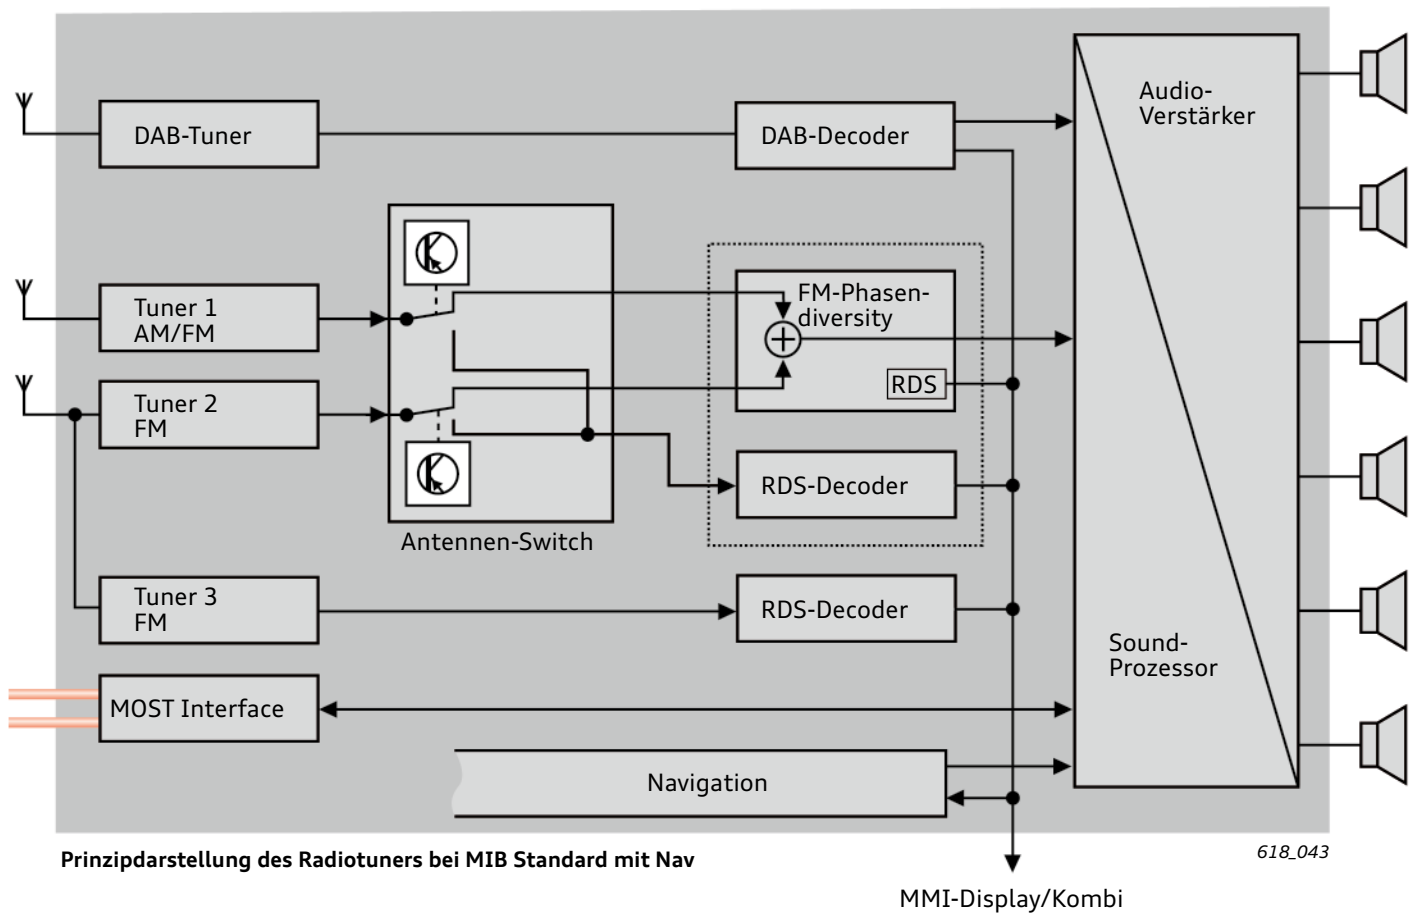 DAB-Tuner
DAB-Decoder
Audio-
Verstärker
Tuner 1
AM/FM
FM-Phasen-
diversity
RDS
Tuner 2
FM
RDS-Decoder
Antennen-Switch
Tuner 3
FM
RDS-Decoder
Sound-
Prozessor
MOST Interface
Navigation
Prinzipdarstellung des Radiotuners bei MIB Standard mit Nav
618_043
MMI-Display/Kombi